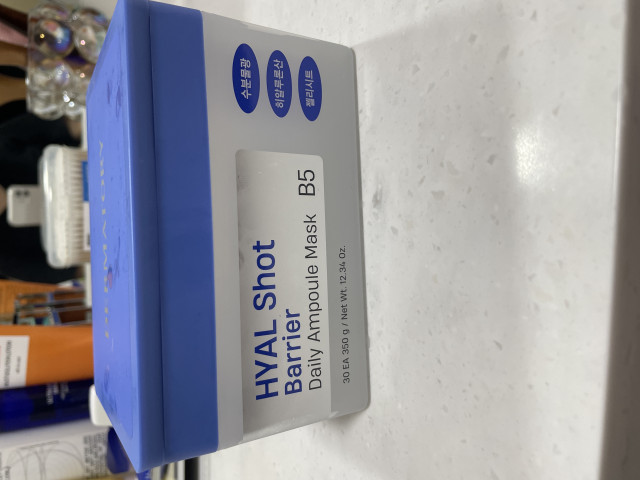 DERMATORY
수분물광
히알루론산
젤리시트
HYAL Shot
Barrier
Daily Ampoule Mask B5
30 EA 350 g / Net Wt. 12.34 Oz.